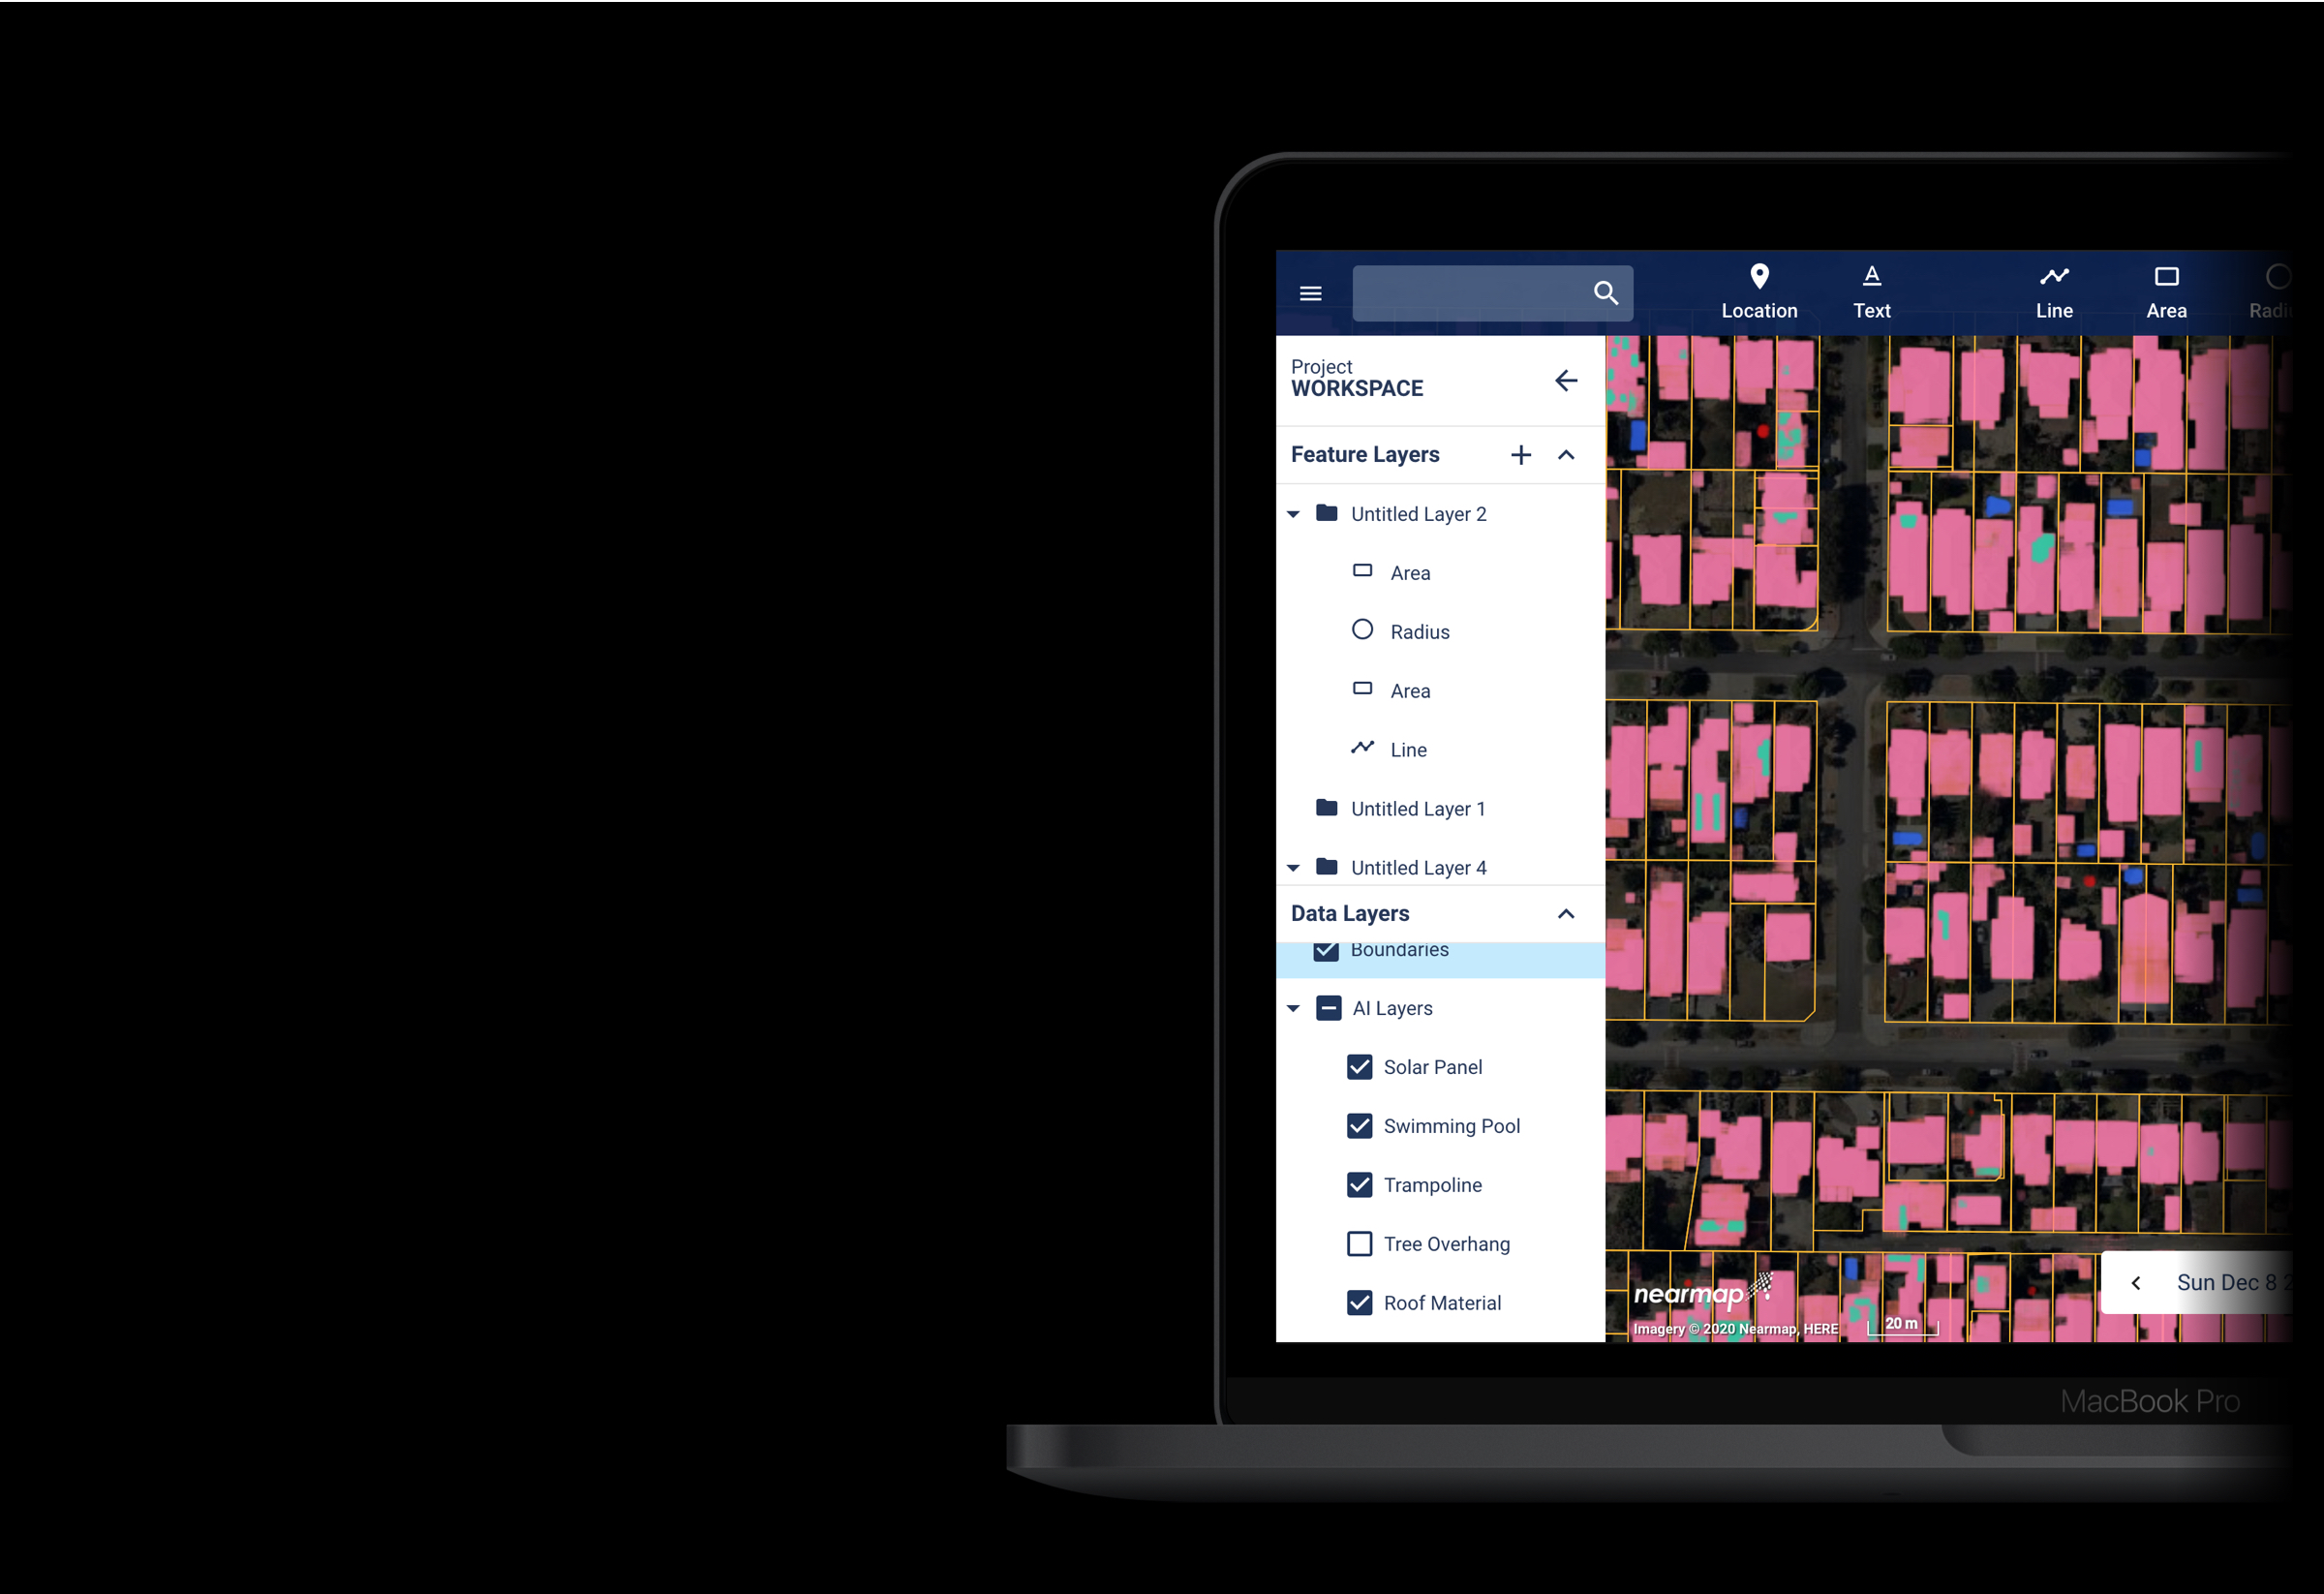 Location
Text
Line
Area
Project
WORKSPACE
Feature Layers
Untitled Layer 2
Area
Radius
Area
Line
Untitled Layer 1
Untitled Layer 4
Data Layers
Boundaries
AI Layers
Solar Panel
Swimming Pool
Trampoline
Tree Overhang
Roof Material
nearmap
Imagery © 2020 Nearmap, HERE
20 m
Sun Dec 8
MacBook Pro